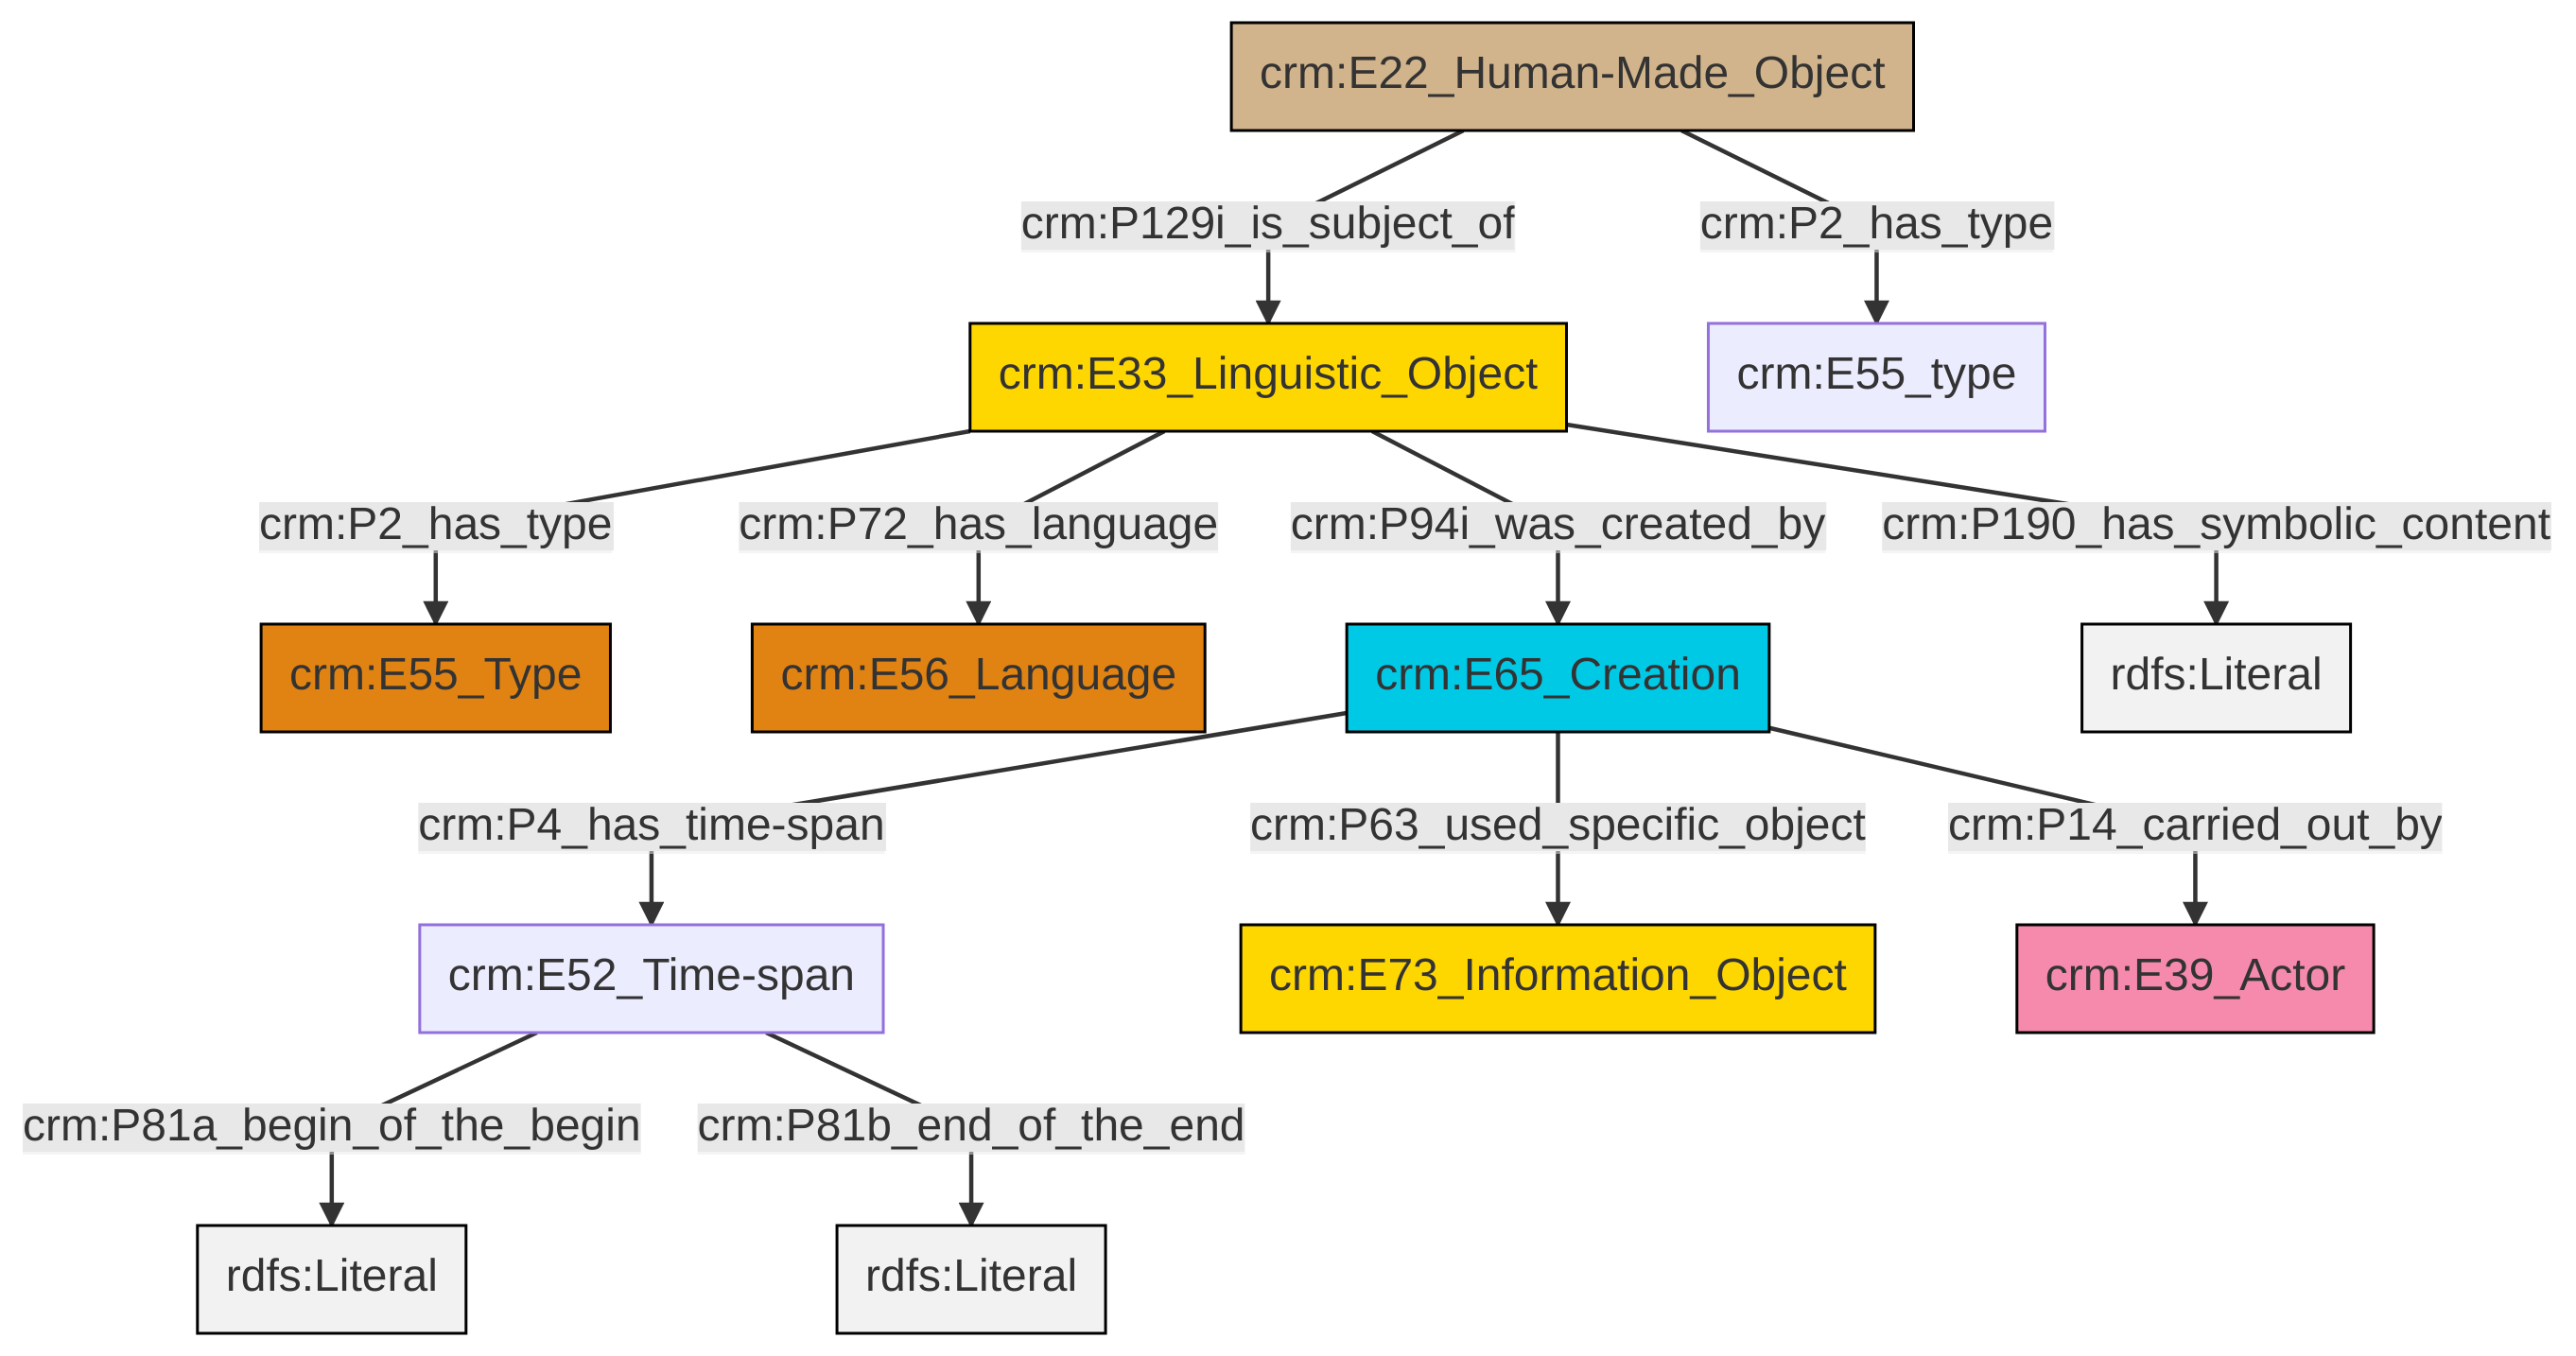 crm:E22_Human-Made_Object
crm:P129i_is_subject_of
crm:P2_has_type
crm:E33_Linguistic_Object
crm:E55_type
crm:P2_has_type
crm:P72_has_language
crm:P94i_was_created_by
crm:P190_has_symbolic_content
crm:E55_Type
crm:E56_Language
crm:E65_Creation
rdfs:Literal
crm:P4_has_time-span
crm:P63_used_specific_object
crm:P14_carried_out_by
crm:E52_Time-span
crm:E73_Information_Object
crm:E39_Actor
crm:P81a_begin_of_the_begin
crm:P81b_end_of_the_end
rdfs:Literal
rdfs:Literal